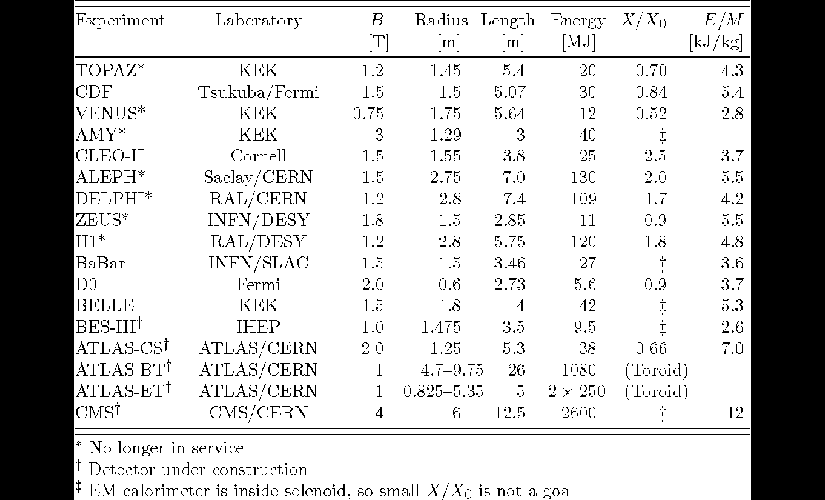 Experiment Laboratory B Radius Length Energy X/X0 E/M
[T] [m] [m] [MJ] [kJ/kg]
TOPAZ* KEK 1.2 1.45 5.4 20 0.70 4.3
CDF Tsukuba/Fermi 1.5 1.5 5.07 30 0.84 5.4
VENUS* KEK 0.75 1.75 5.64 12 0.52 2.8
AMY* KEK 3 1.29 3 40 ‡
CLEO-II Cornell 1.5 1.55 3.8 25 2.5 3.7
ALEPH* Saclay/CERN 1.5 2.75 7.0 130 2.0 5.5
DELPHI* RAL/CERN 1.2 2.8 7.4 109 1.7 4.2
ZEUS* INFN/DESY 1.8 1.5 2.85 11 0.9 5.5
H1* RAL/DESY 1.2 2.8 5.75 120 1.8 4.8
BaBar INFN/SLAC 1.5 1.5 3.46 27 † 3.6
D0 Fermi 2.0 0.6 2.73 5.6 0.9 3.7
BELLE KEK 1.5 1.8 4 42 ‡ 5.3
BES-III† IHEP 1.0 1.475 3.5 9.5 ‡ 2.6
ATLAS-CS† ATLAS/CERN 2.0 1.25 5.3 38 0.66 7.0
ATLAS-BT† ATLAS/CERN 1 4.7–9.75 26 1080 (Toroid)
ATLAS-ET† ATLAS/CERN 1 0.825–5.35 5 2 × 250 (Toroid)
CMS† CMS/CERN 4 6 12.5 2600 † 12
* No longer in service
† Detector under construction
‡ EM calorimeter is inside solenoid, so small X/X0 is not a goa